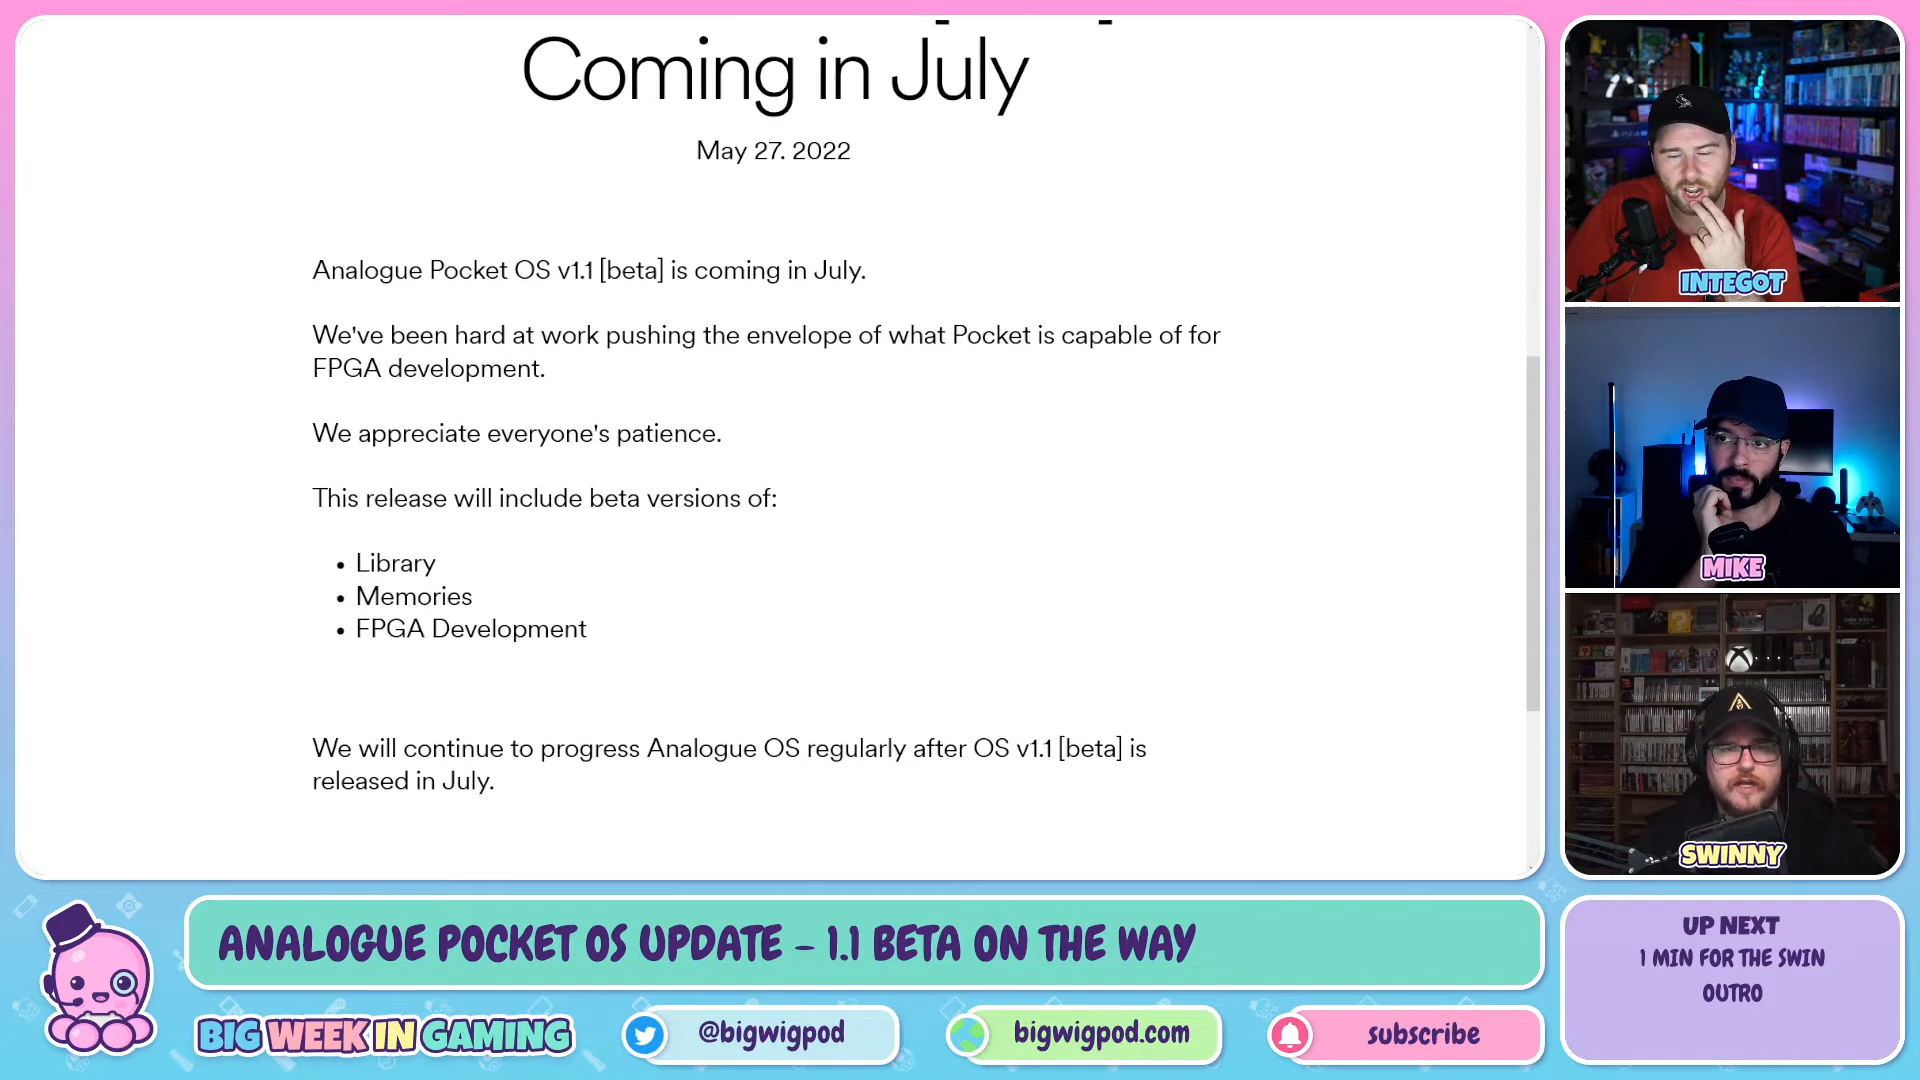 Coming in July
May 27. 2022
Analogue Pocket OS v1.1 [beta] is coming in July.
We've been hard at work pushing the envelope of what Pocket is capable of for
FPGA development.
We appreciate everyone's patience.
This release will include beta versions of:
• Library
• Memories
• FPGA Development
We will continue to progress Analogue OS regularly after OS v1.1 [beta] is
released in July.
INTEGOT
MIKE
SWINNY
ANALOGUE POCKET OS UPDATE - 1.1 BETA ON THE WAY
UP NEXT
1 MIN FOR THE SWIN
OUTRO
BIG WEEK IN GAMING
@bigwigpod
bigwigpod.com
subscribe